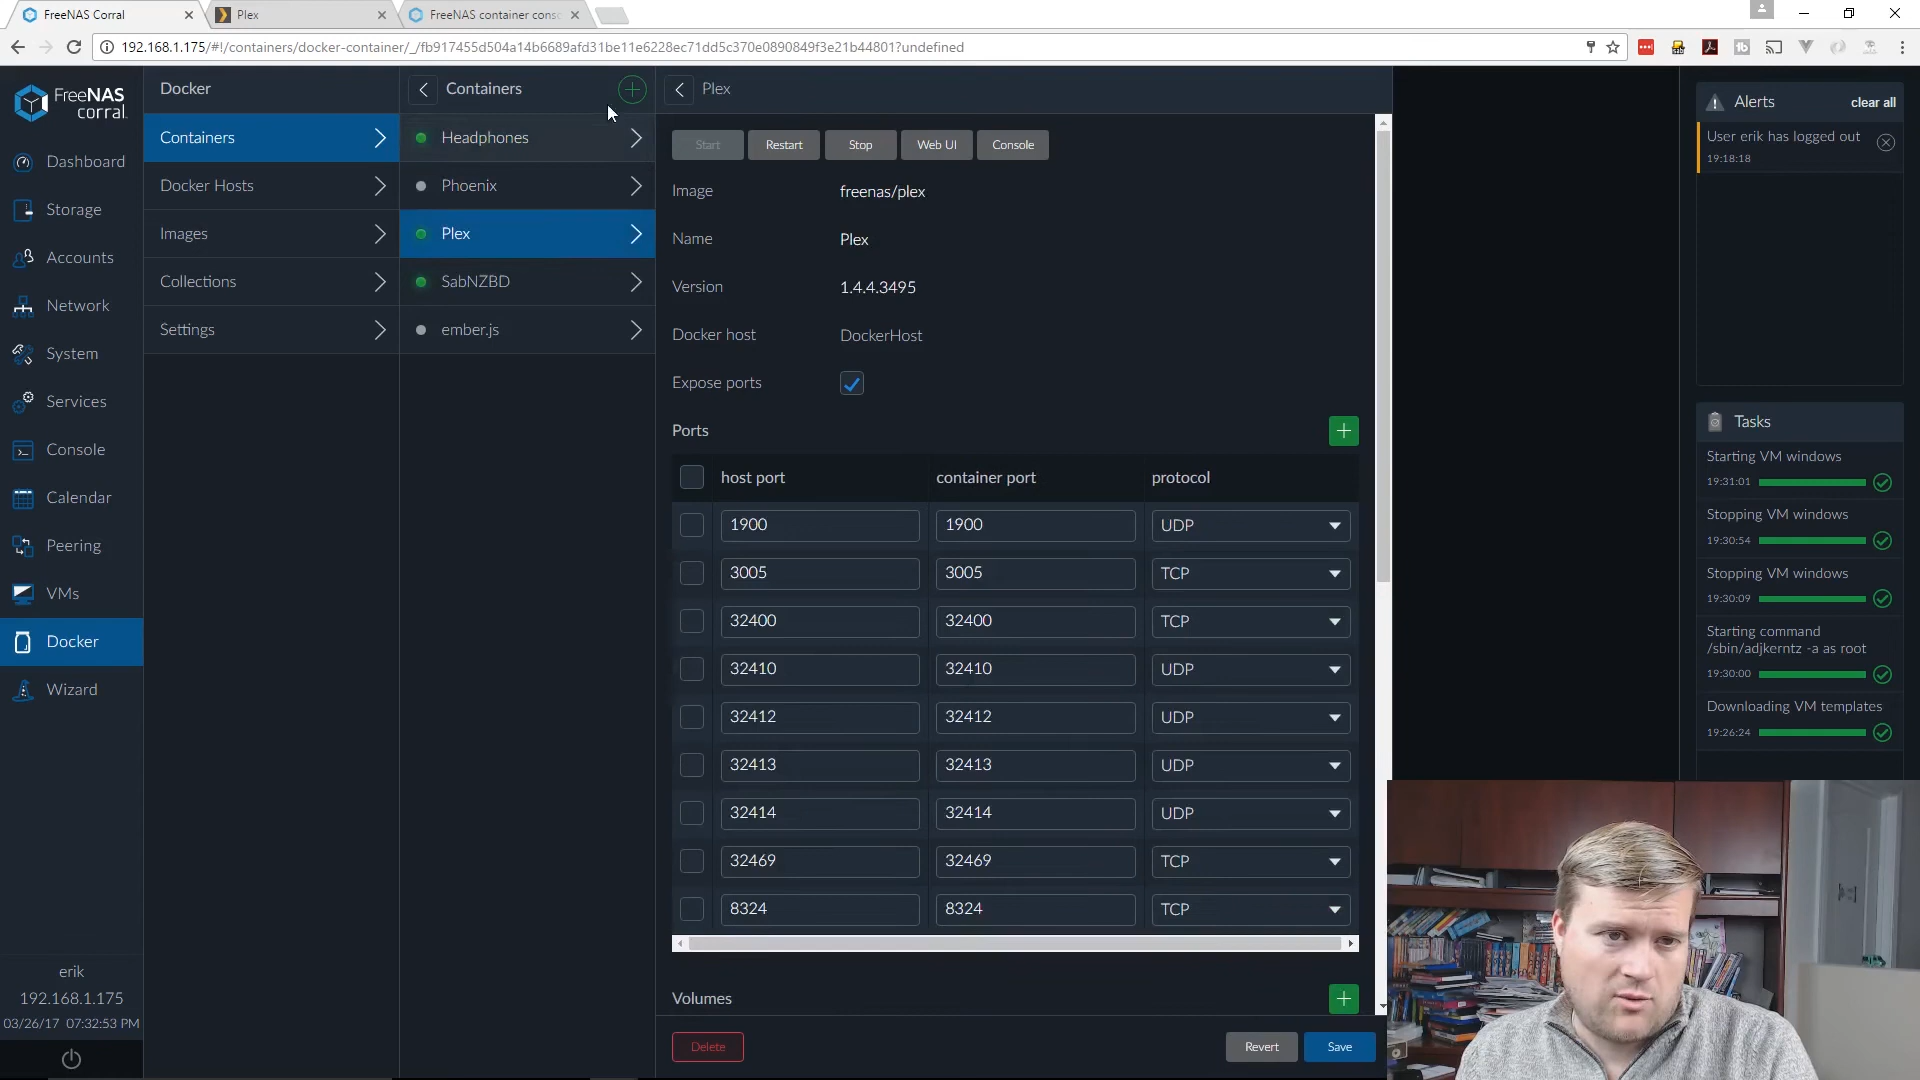 FreeNAS Corral
Plex
FreeNAS container conso
192.168.1.175/#!/containers/docker-container/_/fb917455d504a14b6689afd31be11e6228ec71dd5c370e0890849f3e21b44801?undefined
FreeNAS
corral.
Dashboard
Storage
Accounts
Network
System
Services
Console
Calendar
Peering
VMs
Docker
Wizard
erik
192.168.1.175
03/26/17 07:32:53 PM
Docker
Containers
Docker Hosts
Images
Collections
Settings
Containers
Headphones
Phoenix
Plex
SabNZBD
ember.js
Plex
Start
Restart
Stop
Web UI
Console
Image
freenas/plex
Name
Plex
Version
1.4.4.3495
Docker host
DockerHost
Expose ports
Ports
host port container port protocol
1900 1900 UDP
3005 3005 TCP
32400 32400 TCP
32410 32410 UDP
32412 32412 UDP
32413 32413 UDP
32414 32414 UDP
32469 32469 TCP
8324 8324 TCP
Volumes
Delete
Revert
Save
Alerts
clear all
User erik has logged out
19:18:18
Tasks
Starting VM windows
19:31:01
Stopping VM windows
19:30:54
Stopping VM windows
19:30:09
Starting command
/sbin/adjkerntz -a as root
19:30:00
Downloading VM templates
19:26:24